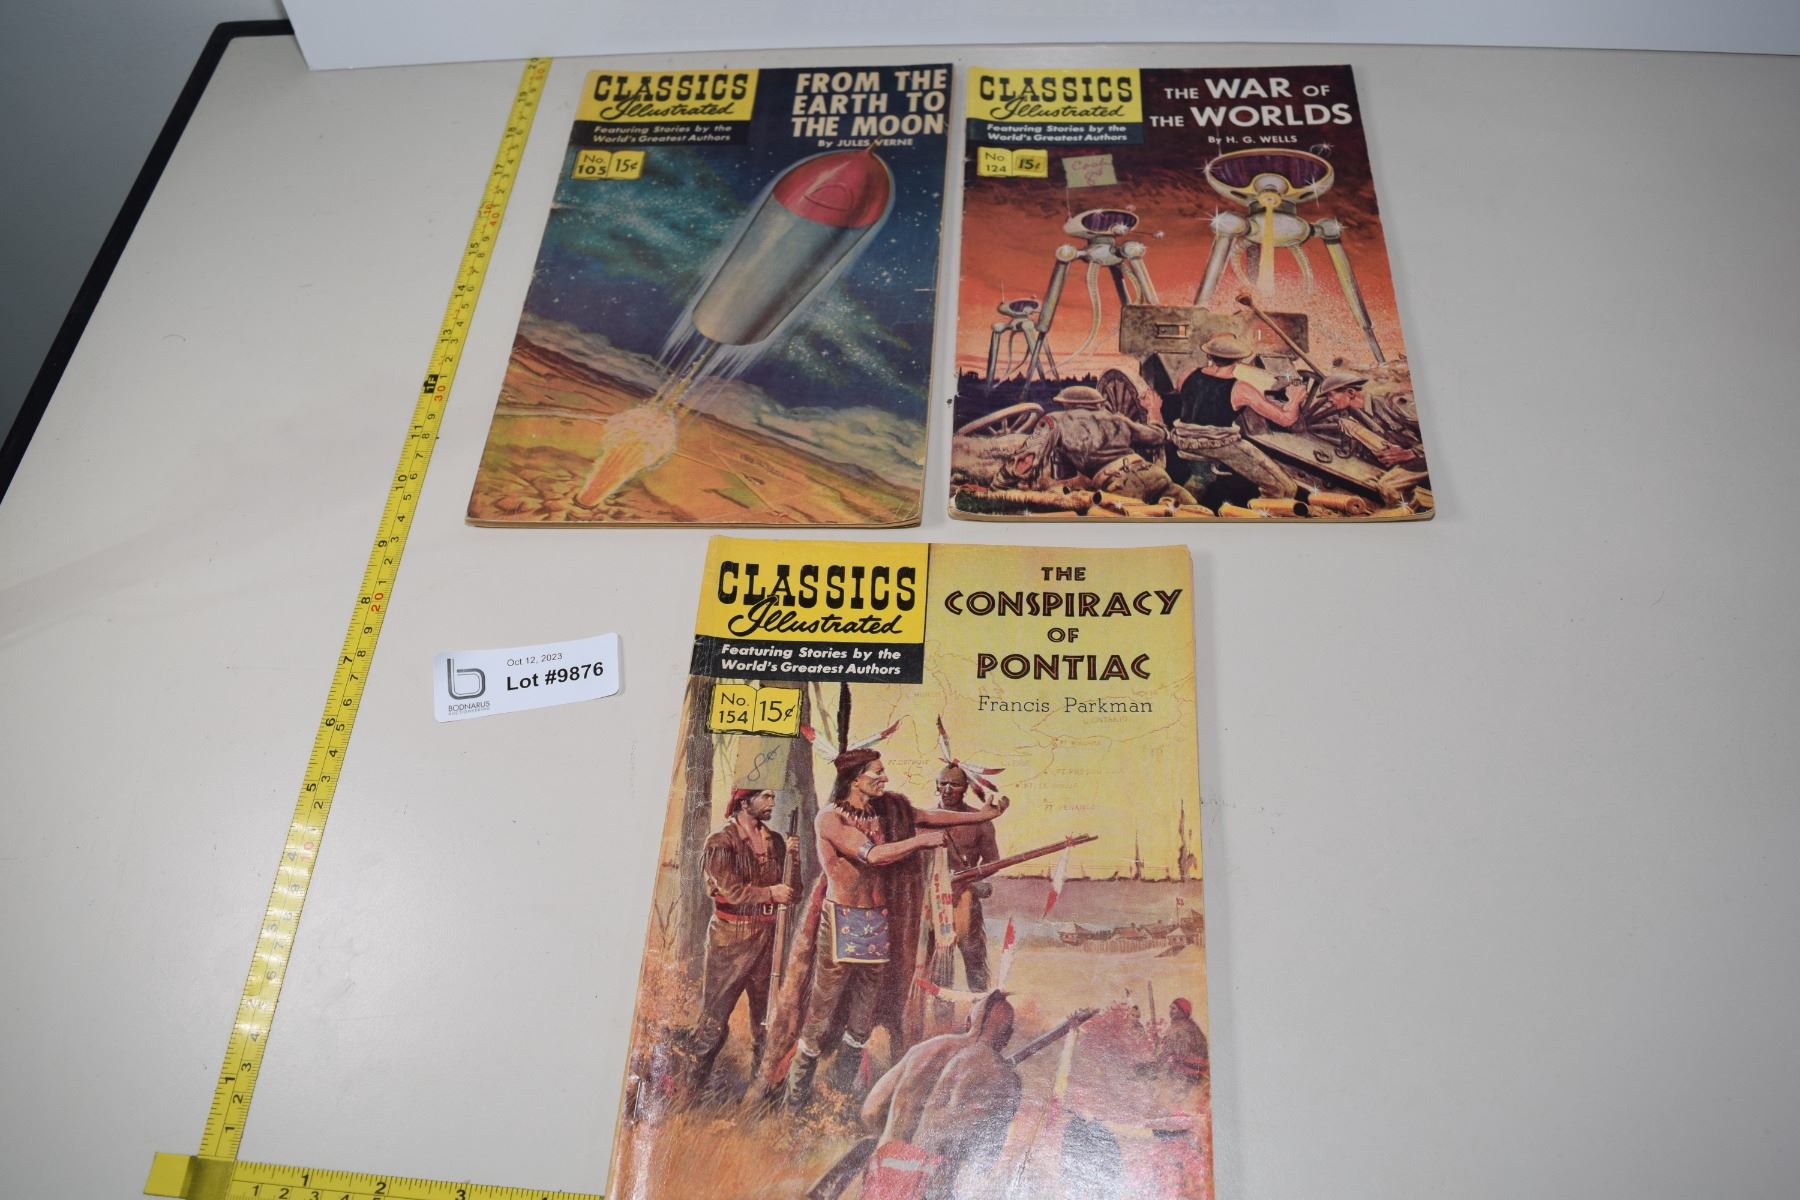 CLASSICS
Illustrated
Featuring Stories by the
World's Greatest Authors
No. 105 15¢
FROM THE
EARTH TO
THE MOON
By JULES VERNE
CLASSICS
Illustrated
Featuring Stories by the
World's Greatest Authors
No. 124 15¢
THE WAR OF
THE WORLDS
By H. G. WELLS
CLASSICS
Illustrated
Featuring Stories by the
World's Greatest Authors
No. 154 15¢
THE
CONSPIRACY
OF
PONTIAC
Francis Parkman
Oct 12, 2023
Lot #9876
BODNARUS
AUCTIONEERING